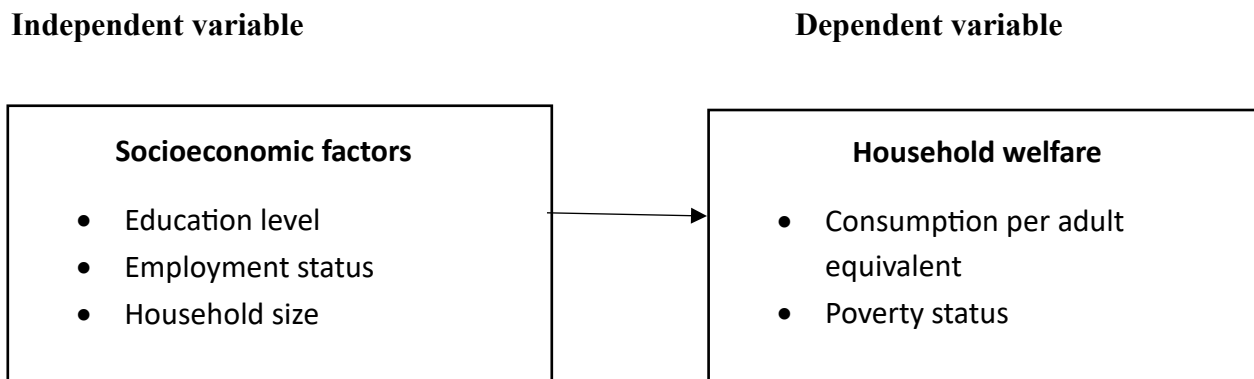 Independent variable
Dependent variable
Socioeconomic factors
• Education level
• Employment status
• Household size
Household welfare
• Consumption per adult
equivalent
• Poverty status